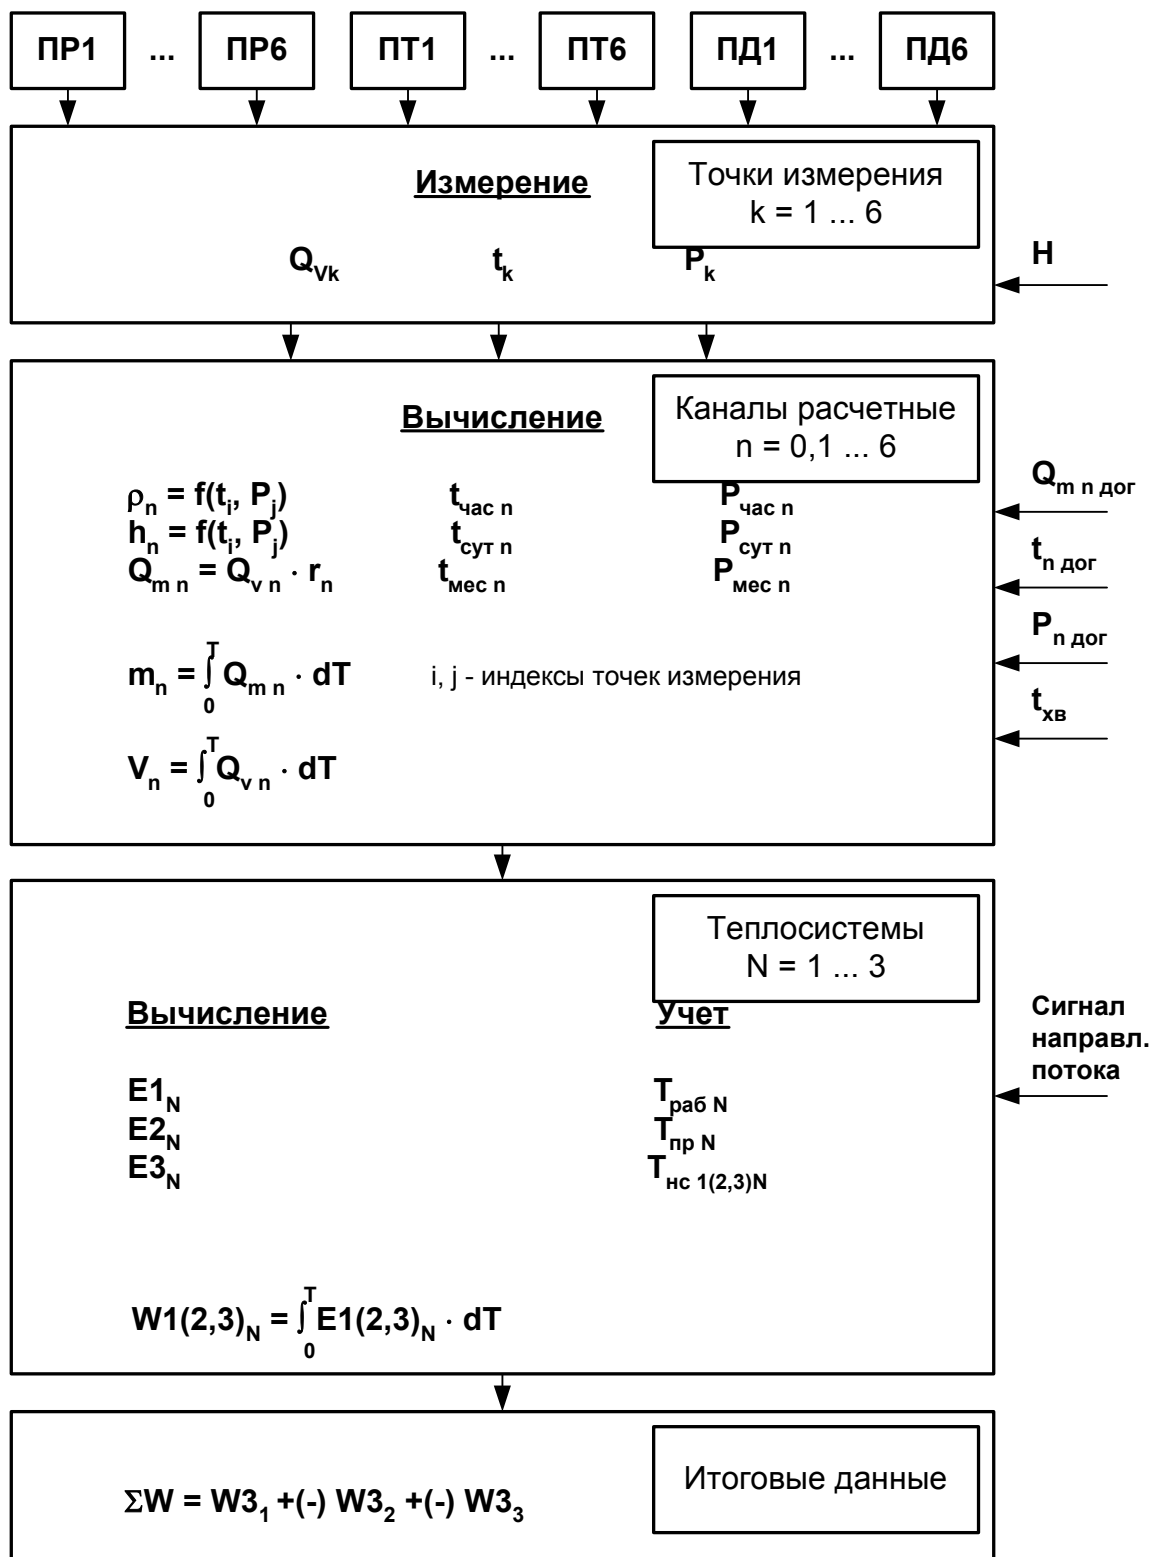 ПР1 ... ПР6 ПТ1 ... ПТ6 ПД1 ... ПД6
Измерение
Точки измерения
k = 1 ... 6
Q_Vk t_k P_k
H
Вычисление
Каналы расчетные
n = 0,1 ... 6
ρ_n = f(t_i, P_j) t_час n P_час n
h_n = f(t_i, P_j) t_сут n P_сут n
Q_m n = Q_v n · r_n t_мес n P_мес n
m_n = ∫_0^T Q_m n · dT i, j - индексы точек измерения
V_n = ∫_0^T Q_v n · dT
Q_m n дог
t_n дог
P_n дог
t_хв
Теплосистемы
N = 1 ... 3
Вычисление Учет
E1_N T_раб N
E2_N T_пр N
E3_N T_нс 1(2,3)N
W1(2,3)_N = ∫_0^T E1(2,3)_N · dT
Сигнал
направл.
потока
Итоговые данные
ΣW = W3_1 +(-) W3_2 +(-) W3_3